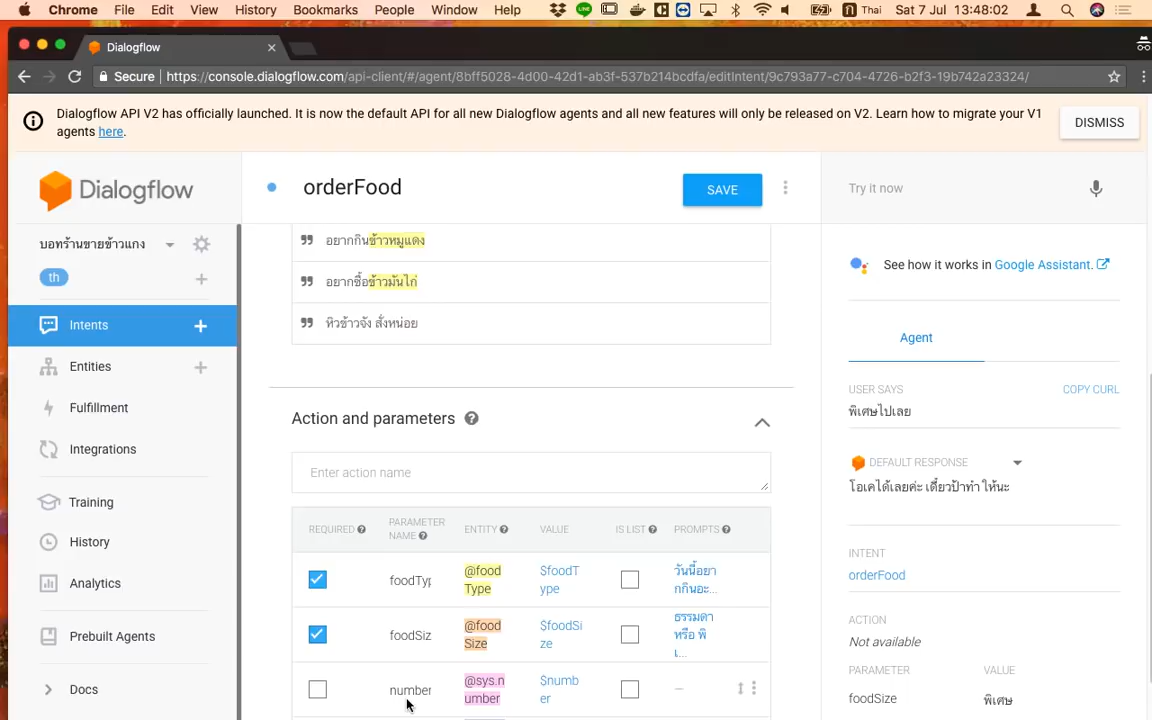 Chrome File Edit View History Bookmarks People Window Help Thai Sat 7 Jul 13:48:02
Dialogflow
Secure https://console.dialogflow.com/api-client/#/agent/8bff5028-4d00-42d1-ab3f-537b214bcdfa/editIntent/9c793a77-c704-4726-b2f3-19b742a23324/
Dialogflow API V2 has officially launched. It is now the default API for all new Dialogflow agents and all new features will only be released on V2. Learn how to migrate your V1
agents here.
DISMISS
Dialogflow
บอทร้านขายข้าวแกง
th
Intents
Entities
Fulfillment
Integrations
Training
History
Analytics
Prebuilt Agents
Docs
orderFood
SAVE
อยากกินข้าวหมูแดง
อยากซื้อข้าวมันไก่
หิวข้าวจัง สั่งหน่อย
Action and parameters
Enter action name
REQUIRED PARAMETER NAME ENTITY VALUE IS LIST PROMPTS
foodTyp @food Type $foodT ype วันนี้อยา กกินอะ...
foodSiz @food Size $foodSi ze ธรรมดา หรือ พิ เ...
number @sys.n umber $numb er –
Try it now
See how it works in Google Assistant.
Agent
USER SAYS COPY CURL
พิเศษไปเลย
DEFAULT RESPONSE
โอเคได้เลยค่ะ เดี๋ยวป้าทำ ให้นะ
INTENT
orderFood
ACTION
Not available
PARAMETER VALUE
foodSize พิเศษ